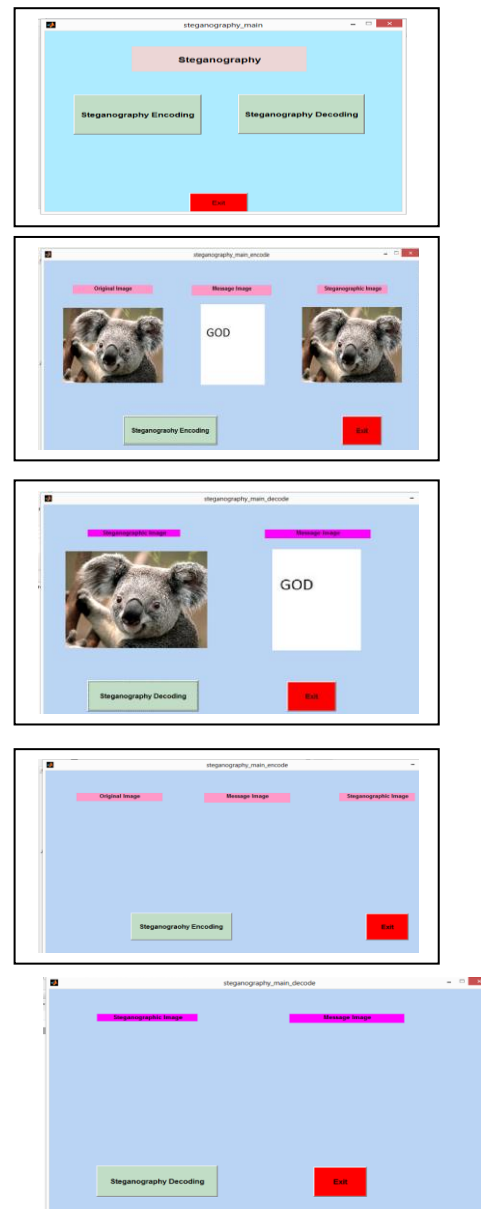 steganography_main
Steganography
Steganography Encoding Steganography Decoding
Exit
steganography_main_encode
Original Image Message Image Steganographic Image
GOD
Steganograohy Encoding Exit
steganography_main_decode
Steganographic Image Message Image
GOD
Steganography Decoding Exit
steganography_main_encode
Original Image Message Image Steganographic Image
Steganograohy Encoding Exit
steganography_main_decode
Steganographic Image Message Image
Steganography Decoding Exit